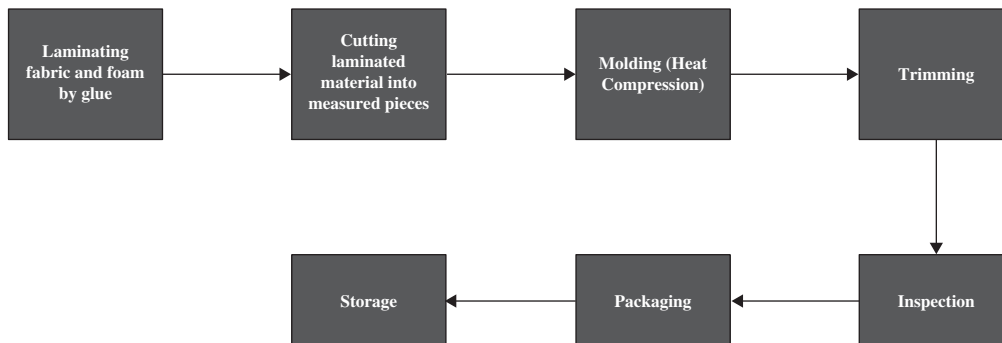 Laminating
fabric and foam
by glue
Cutting
laminated
material into
measured pieces
Molding (Heat
Compression)
Trimming
Inspection
Packaging
Storage